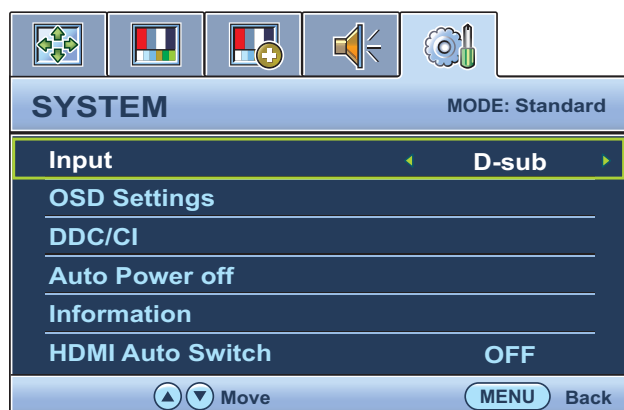 SYSTEM MODE: Standard
Input D-sub
OSD Settings
DDC/CI
Auto Power off
Information
HDMI Auto Switch OFF
Move MENU Back